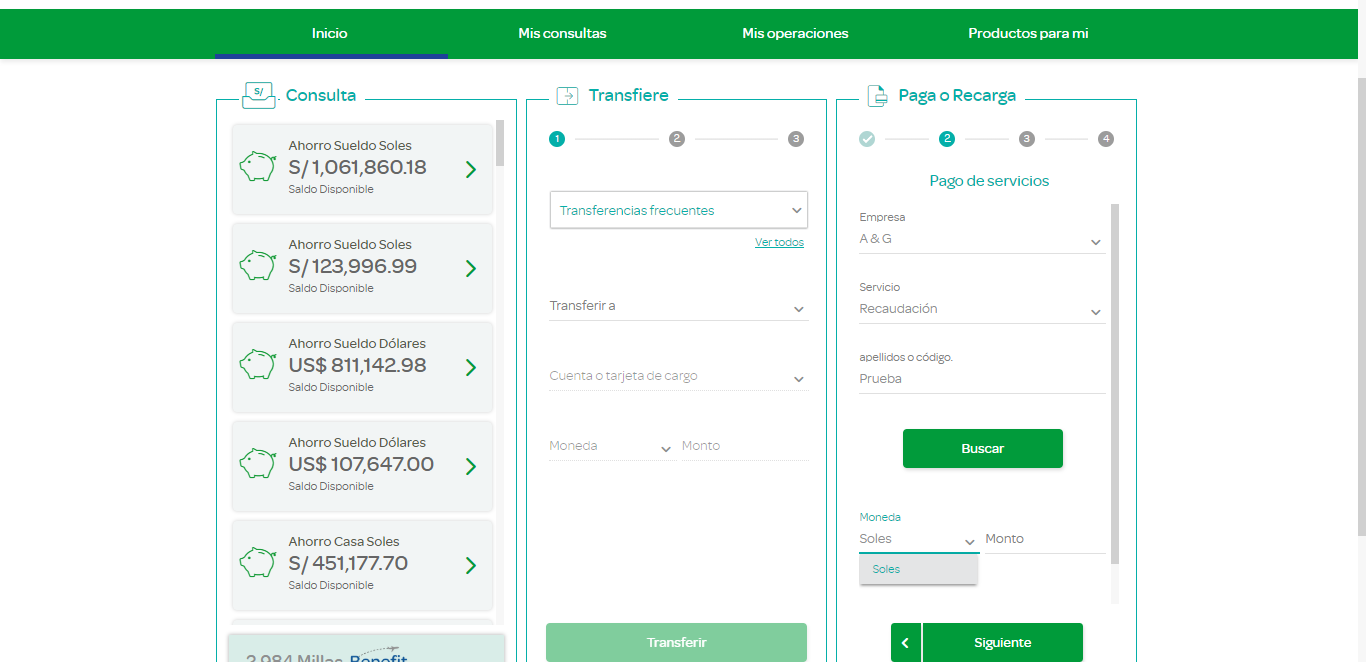 Inicio
Mis consultas
Mis operaciones
Productos para mi
S/
Consulta
Ahorro Sueldo Soles
S/ 1,061,860.18
Saldo Disponible
Ahorro Sueldo Soles
S/ 123,996.99
Saldo Disponible
Ahorro Sueldo Dólares
US$ 811,142.98
Saldo Disponible
Ahorro Sueldo Dólares
US$ 107,647.00
Saldo Disponible
Ahorro Casa Soles
S/ 451,177.70
Saldo Disponible
2,984 Millas Benefit
Transfiere
1 2 3
Transferencias frecuentes
Ver todos
Transferir a
Cuenta o tarjeta de cargo
Moneda Monto
Transferir
Paga o Recarga
2 3 4
Pago de servicios
Empresa
A & G
Servicio
Recaudación
apellidos o código.
Prueba
Buscar
Moneda
Soles Monto
Soles
Siguiente